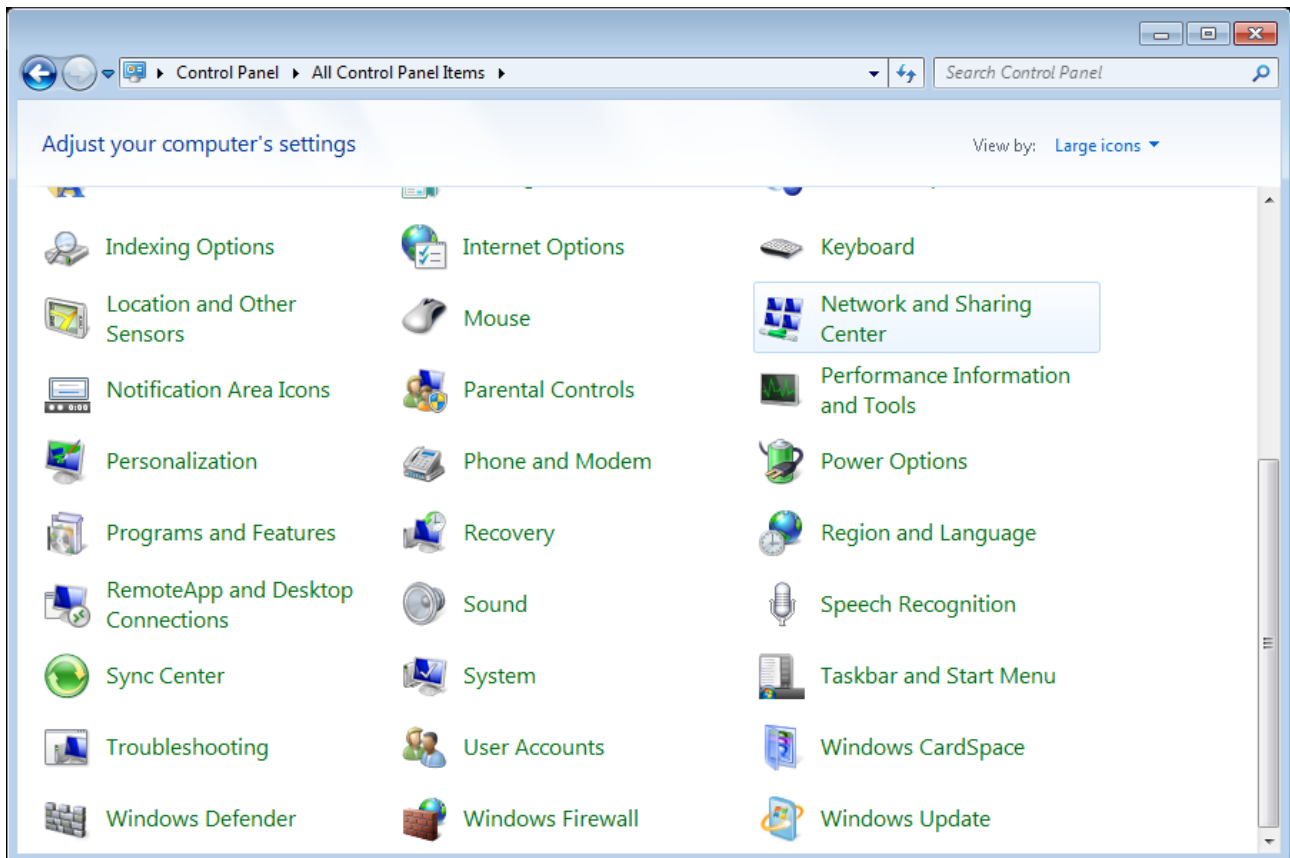 Control Panel ▸ All Control Panel Items ▸
Search Control Panel
Adjust your computer's settings
View by: Large icons
Indexing Options
Internet Options
Keyboard
Location and Other
Sensors
Mouse
Network and Sharing
Center
Notification Area Icons
Parental Controls
Performance Information
and Tools
Personalization
Phone and Modem
Power Options
Programs and Features
Recovery
Region and Language
RemoteApp and Desktop
Connections
Sound
Speech Recognition
Sync Center
System
Taskbar and Start Menu
Troubleshooting
User Accounts
Windows CardSpace
Windows Defender
Windows Firewall
Windows Update